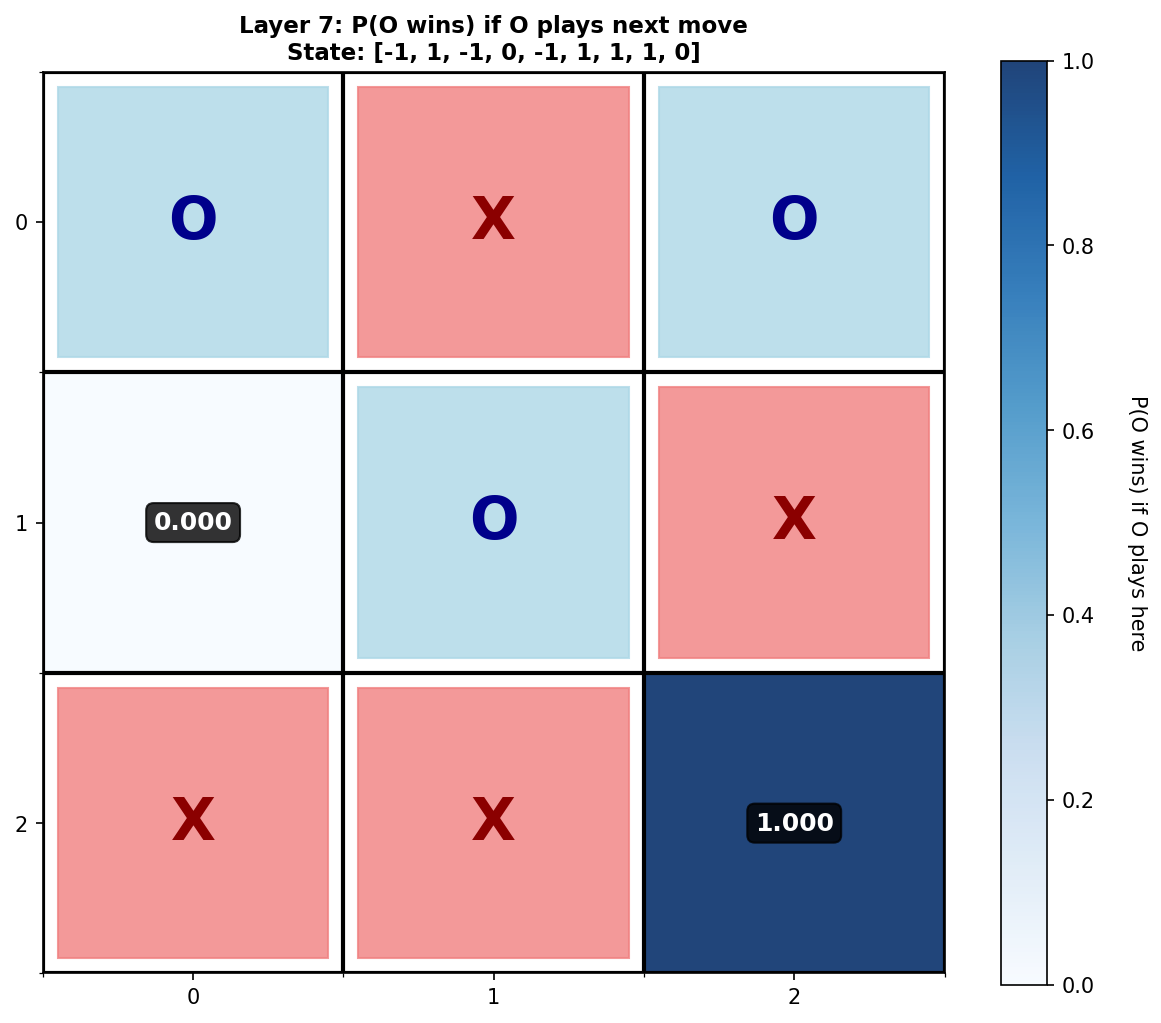 Layer 7: P(O wins) if O plays next move
State: [-1, 1, -1, 0, -1, 1, 1, 1, 0]
O X O
0.000 O X
X X 1.000
0
1
2
0 1 2
1.0
0.8
0.6
0.4
0.2
0.0
P(O wins) if O plays here